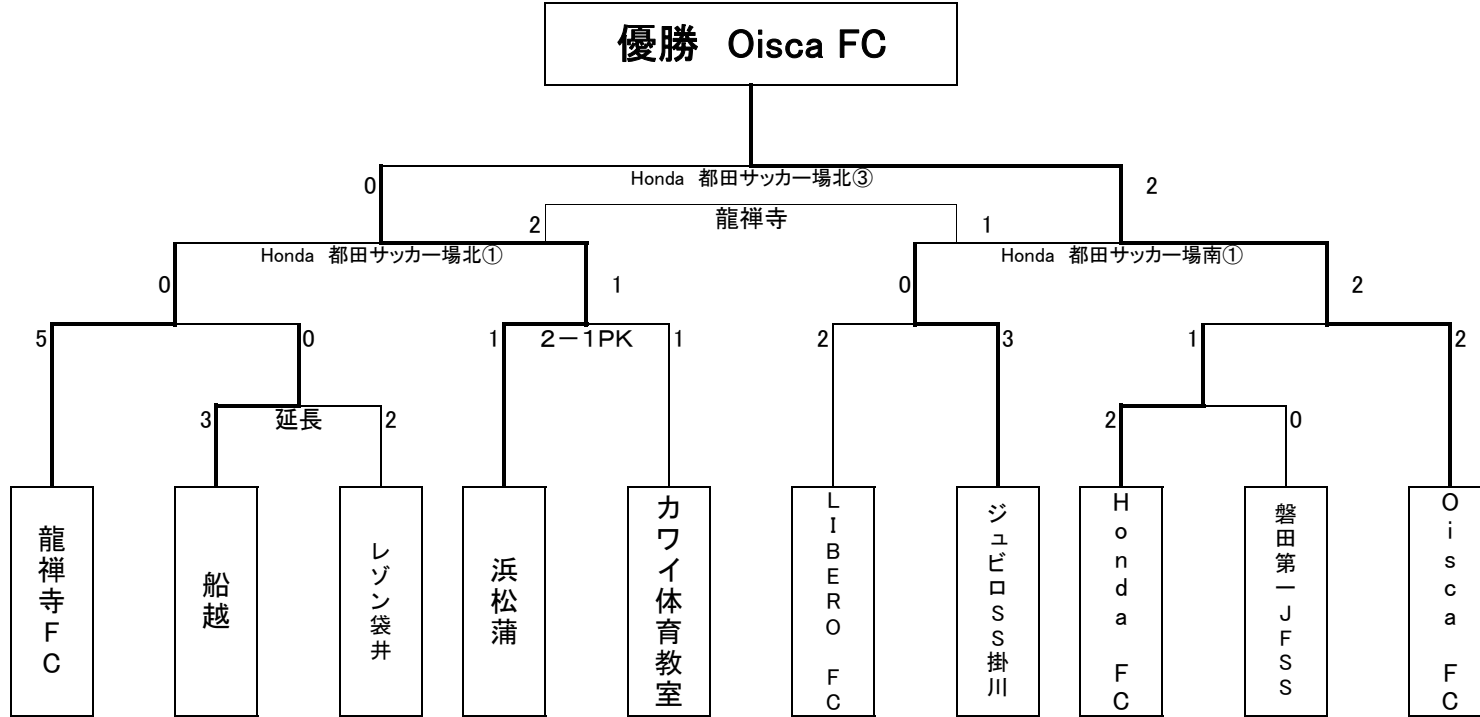 優勝 Oisca FC
0
Honda 都田サッカー場北③
2
2
龍禅寺
1
Honda 都田サッカー場北①
Honda 都田サッカー場南①
0
1
0
2
5
0
1
2-1PK
1
2
3
1
2
3
延長
2
2
0
龍禅寺FC
船越
レゾン袋井
浜松蒲
カワイ体育教室
LIBERO FC
ジュビロSS掛川
Honda FC
磐田第一JFSS
Oisca FC